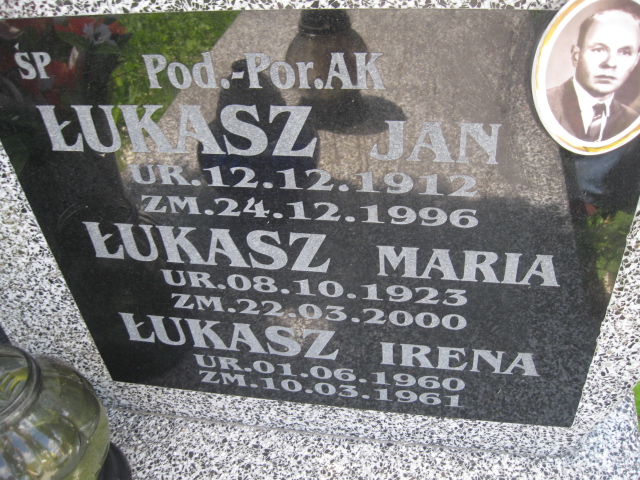 ŚP Pod.-Por.AK
ŁUKASZ JAN
UR.12.12.1912
ZM.24.12.1996
ŁUKASZ MARIA
UR.08.10.1923
ZM.22.03.2000
ŁUKASZ IRENA
UR.01.06.1960
ZM.10.03.1961